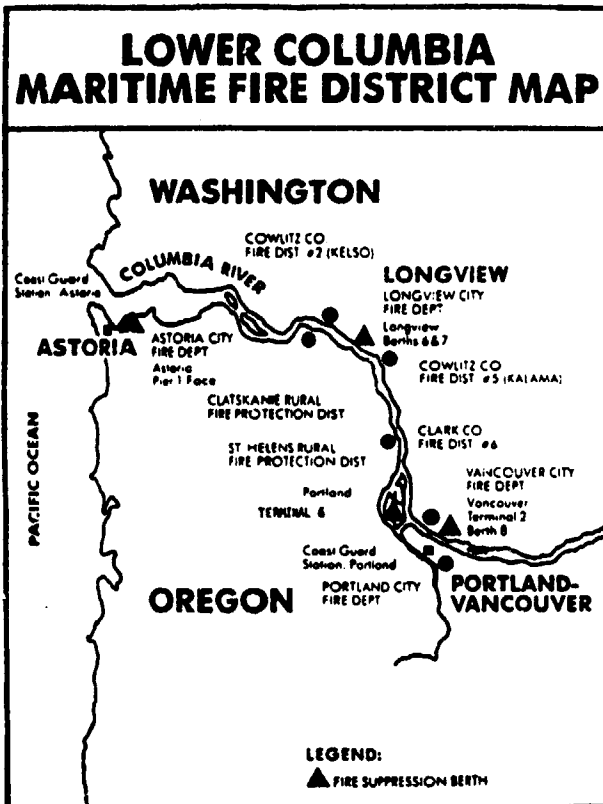 LOWER COLUMBIA
MARITIME FIRE DISTRICT MAP
WASHINGTON
COWLITZ CO
FIRE DIST #2 (KELSO)
COLUMBIA RIVER
Coast Guard
Station, Astoria
LONGVIEW
LONGVIEW CITY
FIRE DEPT
Longview
Berths 6 & 7
ASTORIA
ASTORIA CITY
FIRE DEPT
Astoria
Pier 1 Face
COWLITZ CO
FIRE DIST #5 (KALAMA)
CLATSKANIE RURAL
FIRE PROTECTION DIST
CLARK CO
FIRE DIST #6
ST HELENS RURAL
FIRE PROTECTION DIST
VANCOUVER CITY
FIRE DEPT
Vancouver
Terminal 2
Berth 8
Portland
TERMINAL 6
PACIFIC OCEAN
Coast Guard
Station, Portland
OREGON
PORTLAND CITY
FIRE DEPT
PORTLAND-
VANCOUVER
LEGEND:
FIRE SUPPRESSION BERTH